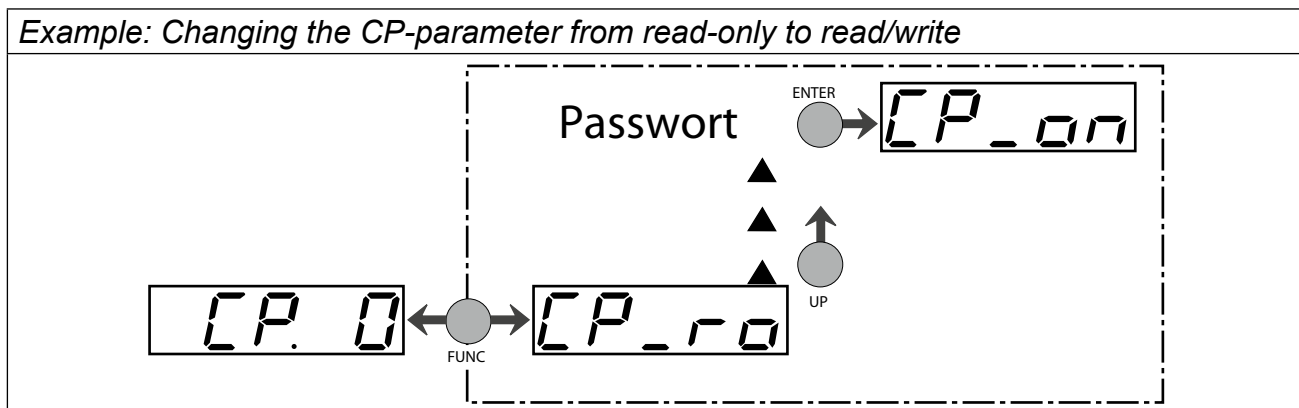 Example: Changing the CP-parameter from read-only to read/write
ENTER
Passwort
CP_on
UP
CP. 0
CP_ro
FUNC